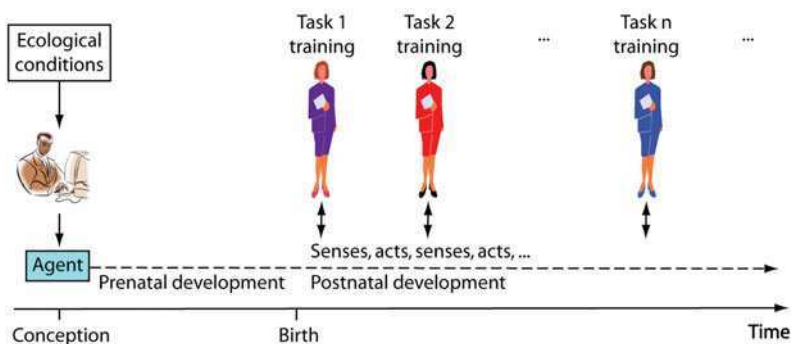 Ecological
conditions
Task 1
training
Task 2
training
...
Task n
training
...
Agent
Senses, acts, senses, acts, ...
Prenatal development
Postnatal development
Conception
Birth
Time